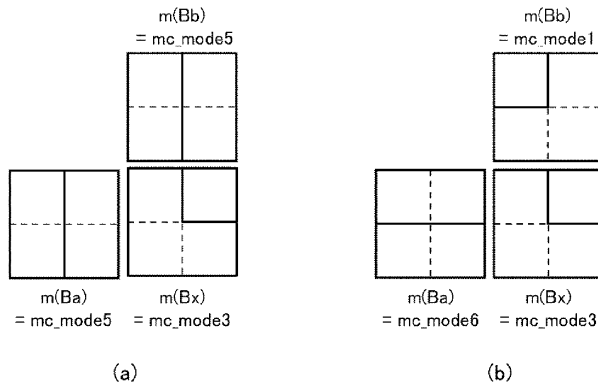 m(Bb)
= mc_mode5
m(Ba)
= mc_mode5
m(Bx)
= mc_mode3
(a)
m(Bb)
= mc_mode1
m(Ba)
= mc_mode6
m(Bx)
= mc_mode3
(b)